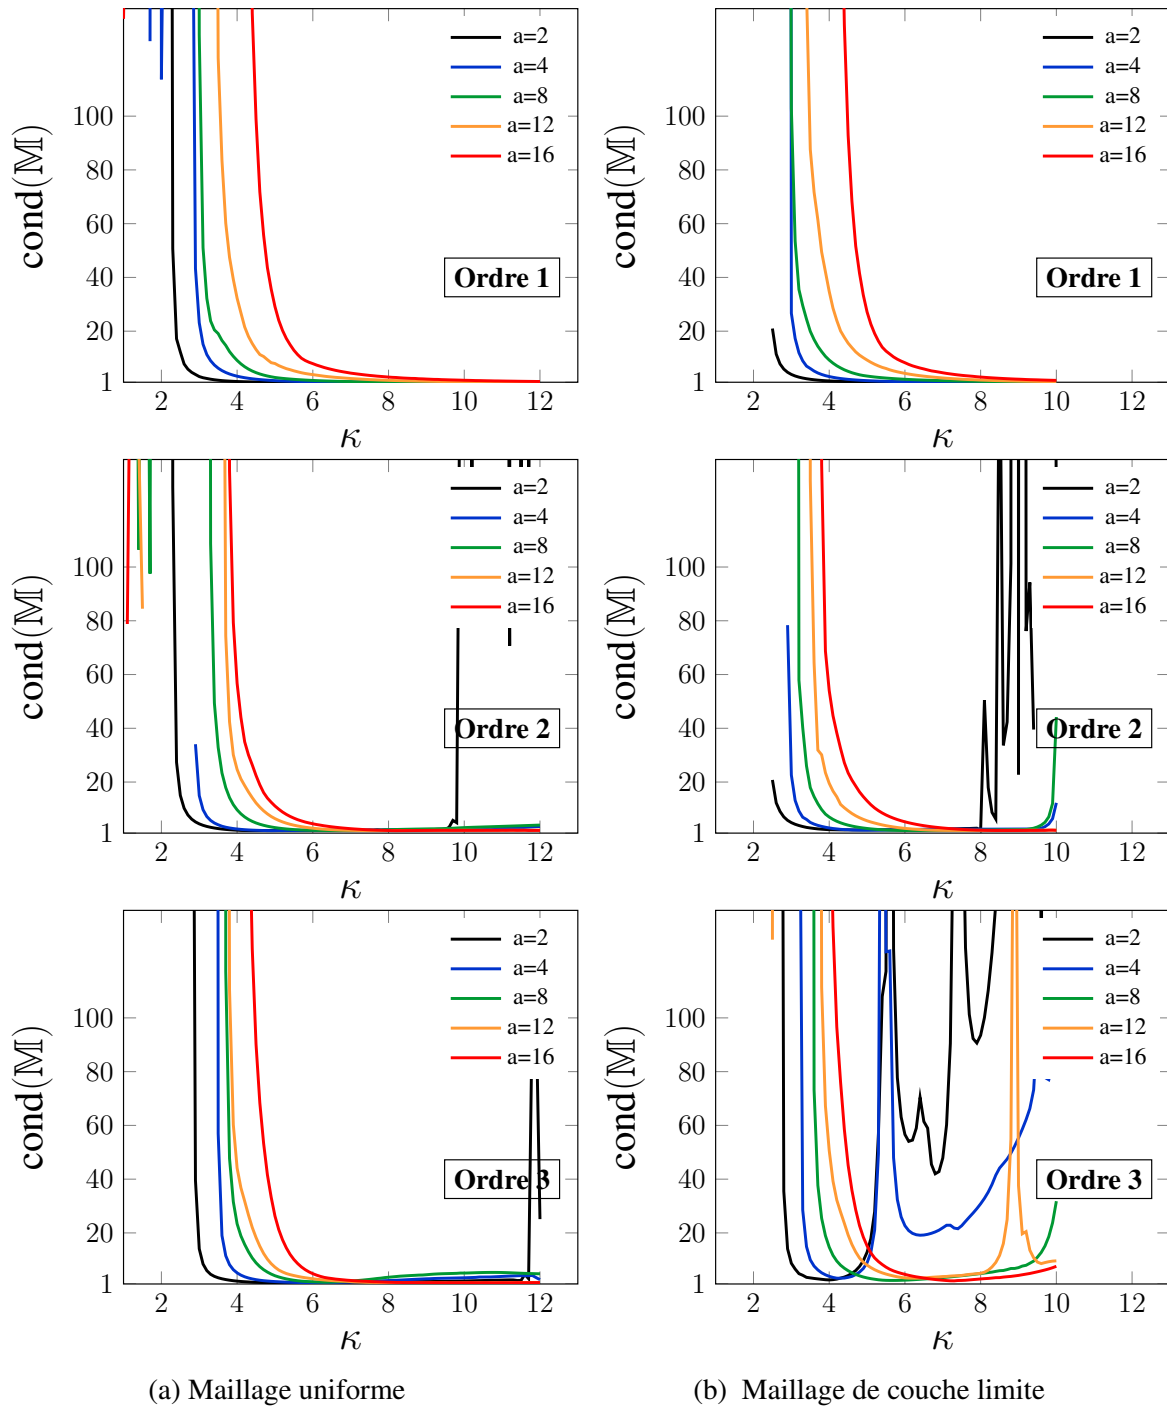 cond(𝕄)
100
80
60
40
20
1
2 4 6 8 10 12
κ
a=2
a=4
a=8
a=12
a=16
Ordre 1
cond(𝕄)
100
80
60
40
20
1
2 4 6 8 10 12
κ
a=2
a=4
a=8
a=12
a=16
Ordre 1
cond(𝕄)
100
80
60
40
20
1
2 4 6 8 10 12
κ
a=2
a=4
a=8
a=12
a=16
Ordre 2
cond(𝕄)
100
80
60
40
20
1
2 4 6 8 10 12
κ
a=2
a=4
a=8
a=12
a=16
Ordre 2
cond(𝕄)
100
80
60
40
20
1
2 4 6 8 10 12
κ
a=2
a=4
a=8
a=12
a=16
Ordre 3
cond(𝕄)
100
80
60
40
20
1
2 4 6 8 10 12
κ
a=2
a=4
a=8
a=12
a=16
Ordre 3
(a) Maillage uniforme
(b) Maillage de couche limite